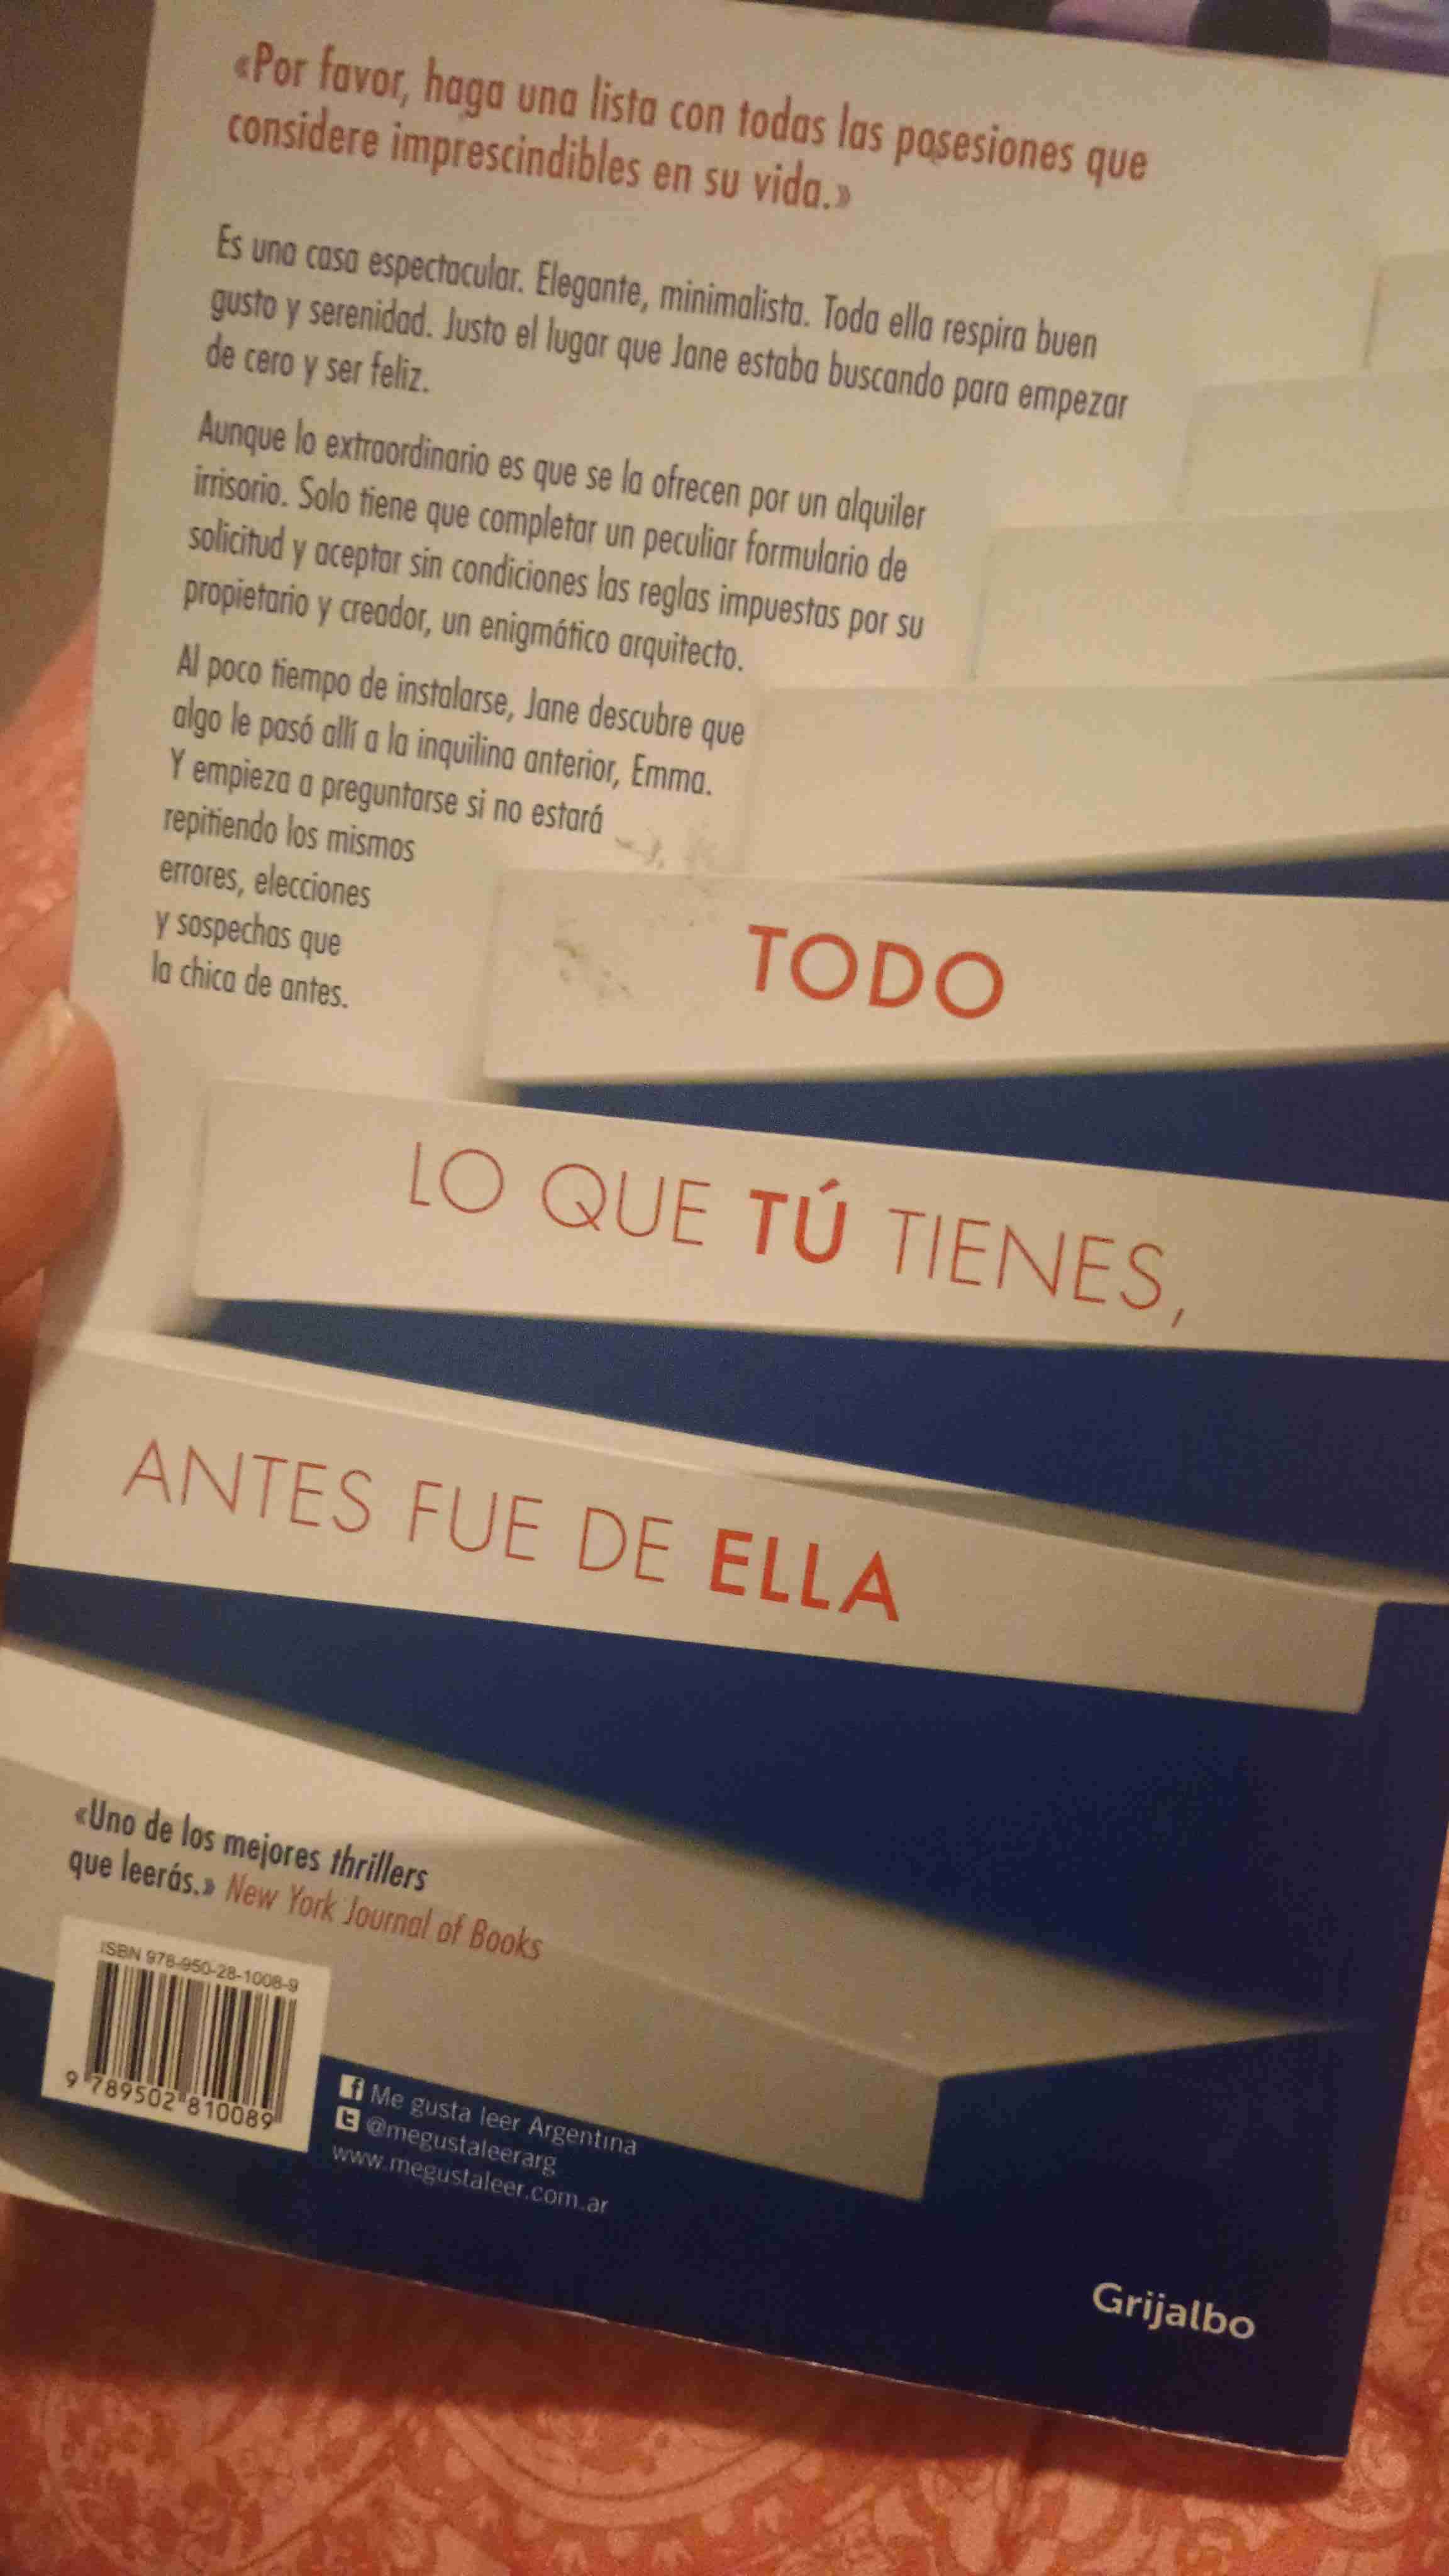 «Por favor, haga una lista con todas las posesiones que
considere imprescindibles en su vida.»
Es una casa espectacular. Elegante, minimalista. Toda ella respira buen
gusto y serenidad. Justo el lugar que Jane estaba buscando para empezar
de cero y ser feliz.
Aunque lo extraordinario es que se la ofrecen por un alquiler
irrisorio. Solo tiene que completar un peculiar formulario de
solicitud y aceptar sin condiciones las reglas impuestas por su
propietario y creador, un enigmático arquitecto.
Al poco tiempo de instalarse, Jane descubre que
algo le pasó allí a la inquilina anterior, Emma.
Y empieza a preguntarse si no estará
repitiendo los mismos
errores, elecciones
y sospechas que
la chica de antes.
TODO
LO QUE TÚ TIENES,
ANTES FUE DE ELLA
«Uno de los mejores thrillers
que leerás.» New York Journal of Books
ISBN 978-950-28-1008-9
9 789502 810089
Me gusta leer Argentina
@megustaleerarg
www.megustaleer.com.ar
Grijalbo